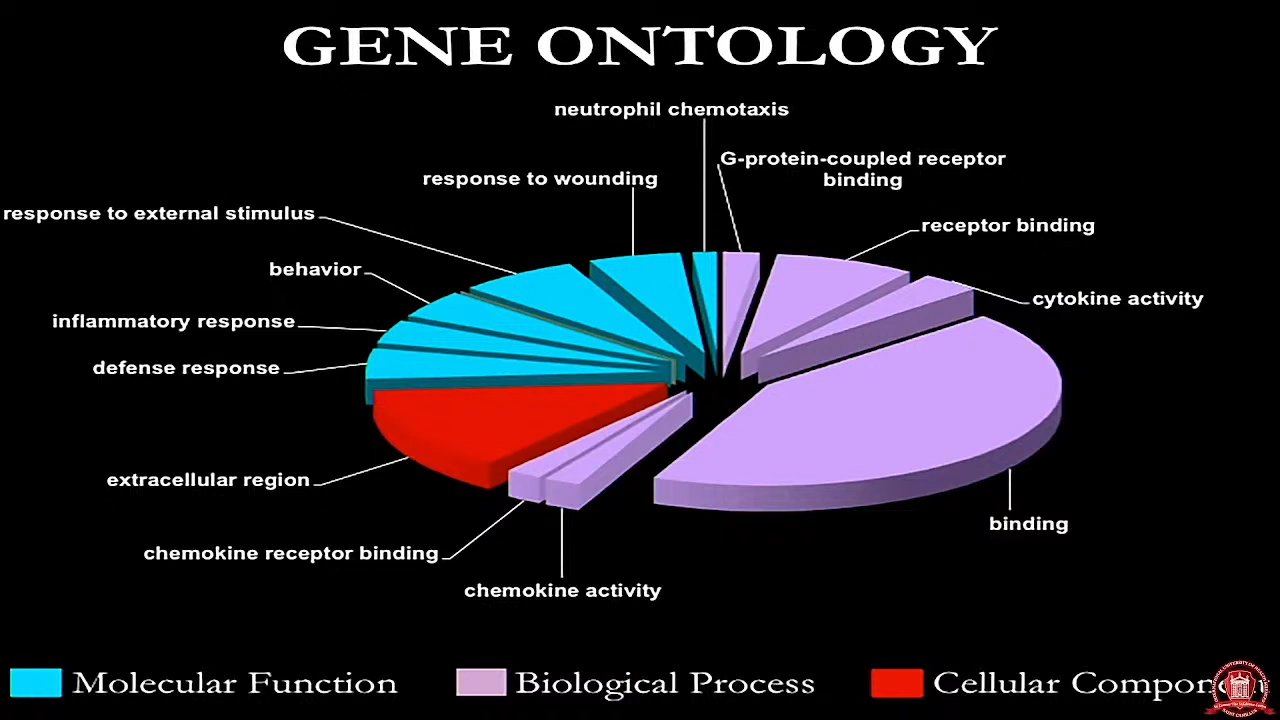 GENE ONTOLOGY
neutrophil chemotaxis
G-protein-coupled receptor
binding
response to wounding
response to external stimulus
receptor binding
behavior
cytokine activity
inflammatory response
defense response
extracellular region
binding
chemokine receptor binding
chemokine activity
Molecular Function
Biological Process
Cellular Compon